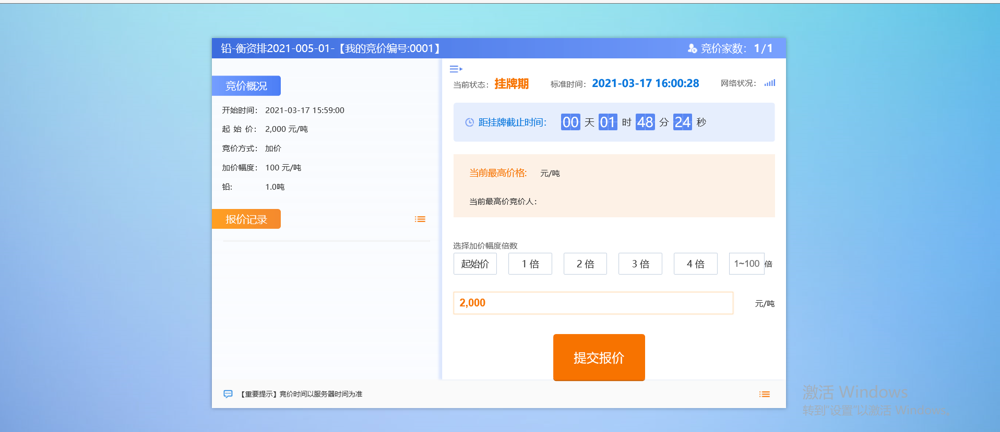 铅-衡资排2021-005-01-【我的竞价编号:0001】
竞价家数： 1/1
竞价概况
开始时间： 2021-03-17 15:59:00
起 始 价： 2,000 元/吨
竞价方式： 加价
加价幅度： 100 元/吨
铅: 1.0吨
报价记录
当前状态： 挂牌期 标准时间： 2021-03-17 16:00:28 网络状况：
距挂牌截止时间： 00 天 01 时 48 分 24 秒
当前最高价格: 元/吨
当前最高价竞价人：
选择加价幅度倍数
起始价 1 倍 2 倍 3 倍 4 倍 1~100 倍
2,000 元/吨
提交报价
【重要提示】竞价时间以服务器时间为准
激活 Windows
转到"设置"以激活 Windows。